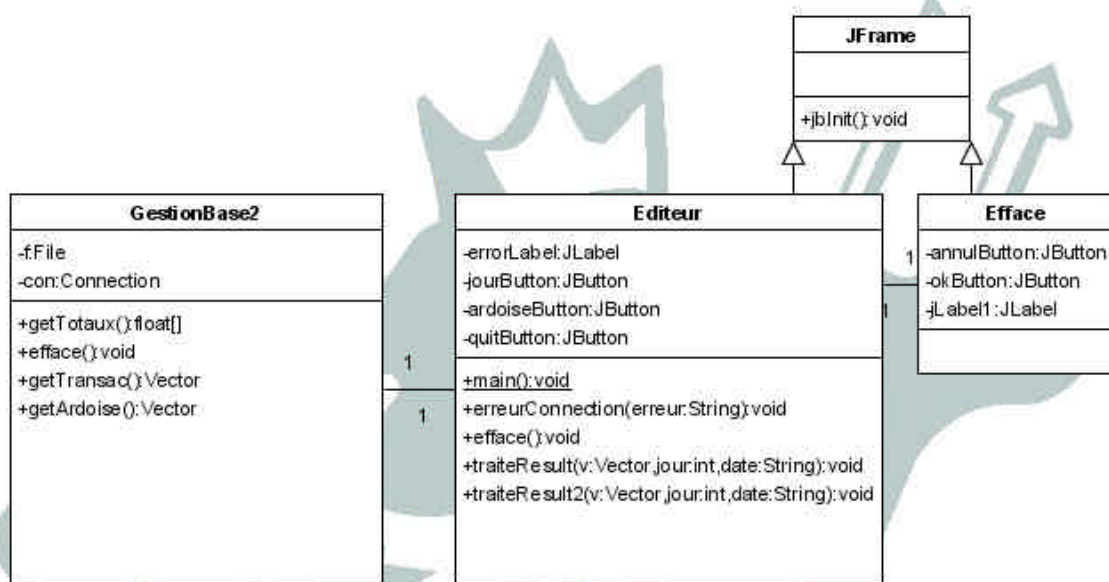 JFrame
+jbInit():void
GestionBase2
-f:File
-con:Connection
+getTotaux():float[]
+efface():void
+getTransac():Vector
+getArdoise():Vector
1
1
Editeur
-errorLabel:JLabel
-jourButton:JButton
-ardoiseButton:JButton
-quitButton:JButton
+main():void
+erreurConnection(erreur:String):void
+efface():void
+traiteResult(v:Vector,jour:int,date:String):void
+traiteResult2(v:Vector,jour:int,date:String):void
1
1
Efface
-annulButton:JButton
-okButton:JButton
-jLabel1:JLabel